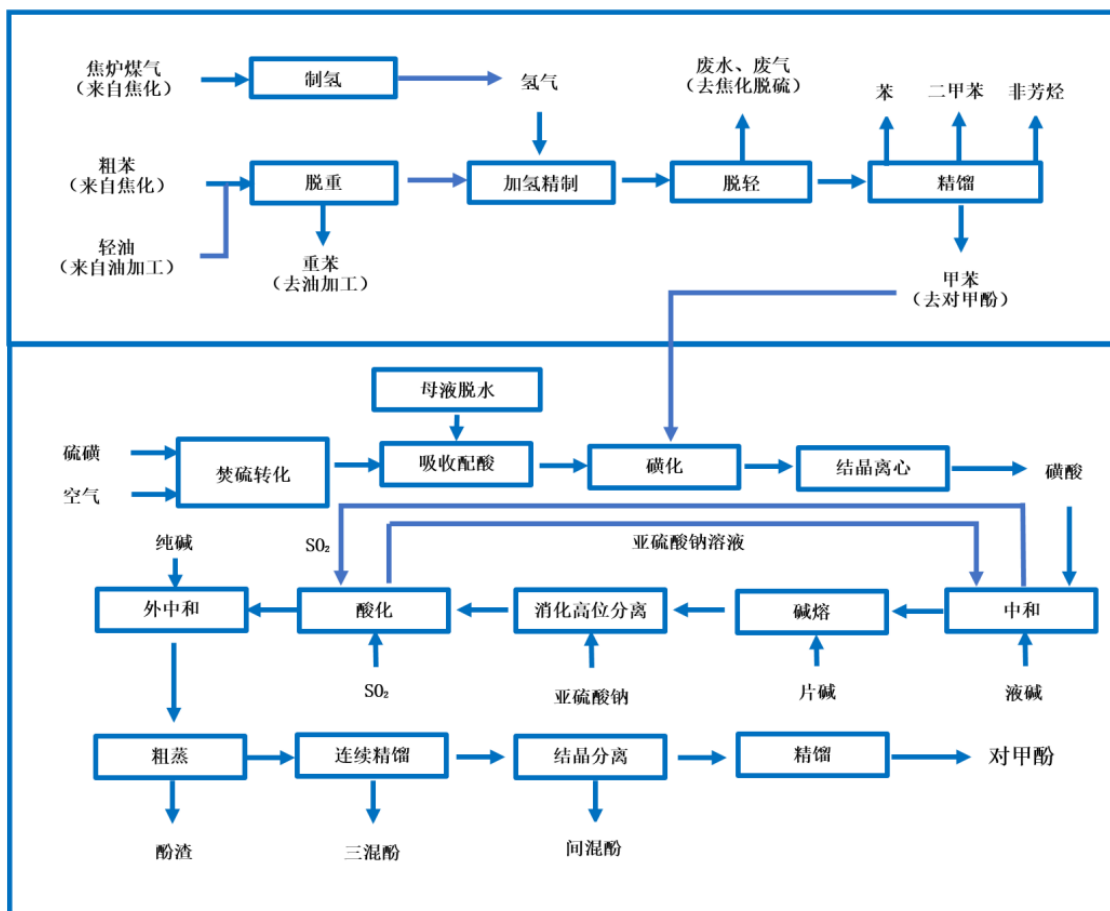 焦炉煤气
（来自焦化）
制氢
氢气
废水、废气
（去焦化脱硫）
苯
二甲苯
非芳烃
粗苯
（来自焦化）
脱重
加氢精制
脱轻
精馏
轻油
（来自油加工）
重苯
（去油加工）
甲苯
（去对甲酚）
母液脱水
硫磺
空气
焚硫转化
吸收配酸
磺化
结晶离心
磺酸
纯碱
SO₂
亚硫酸钠溶液
外中和
酸化
消化高位分离
碱熔
中和
SO₂
亚硫酸钠
片碱
液碱
粗蒸
连续精馏
结晶分离
精馏
对甲酚
酚渣
三混酚
间混酚